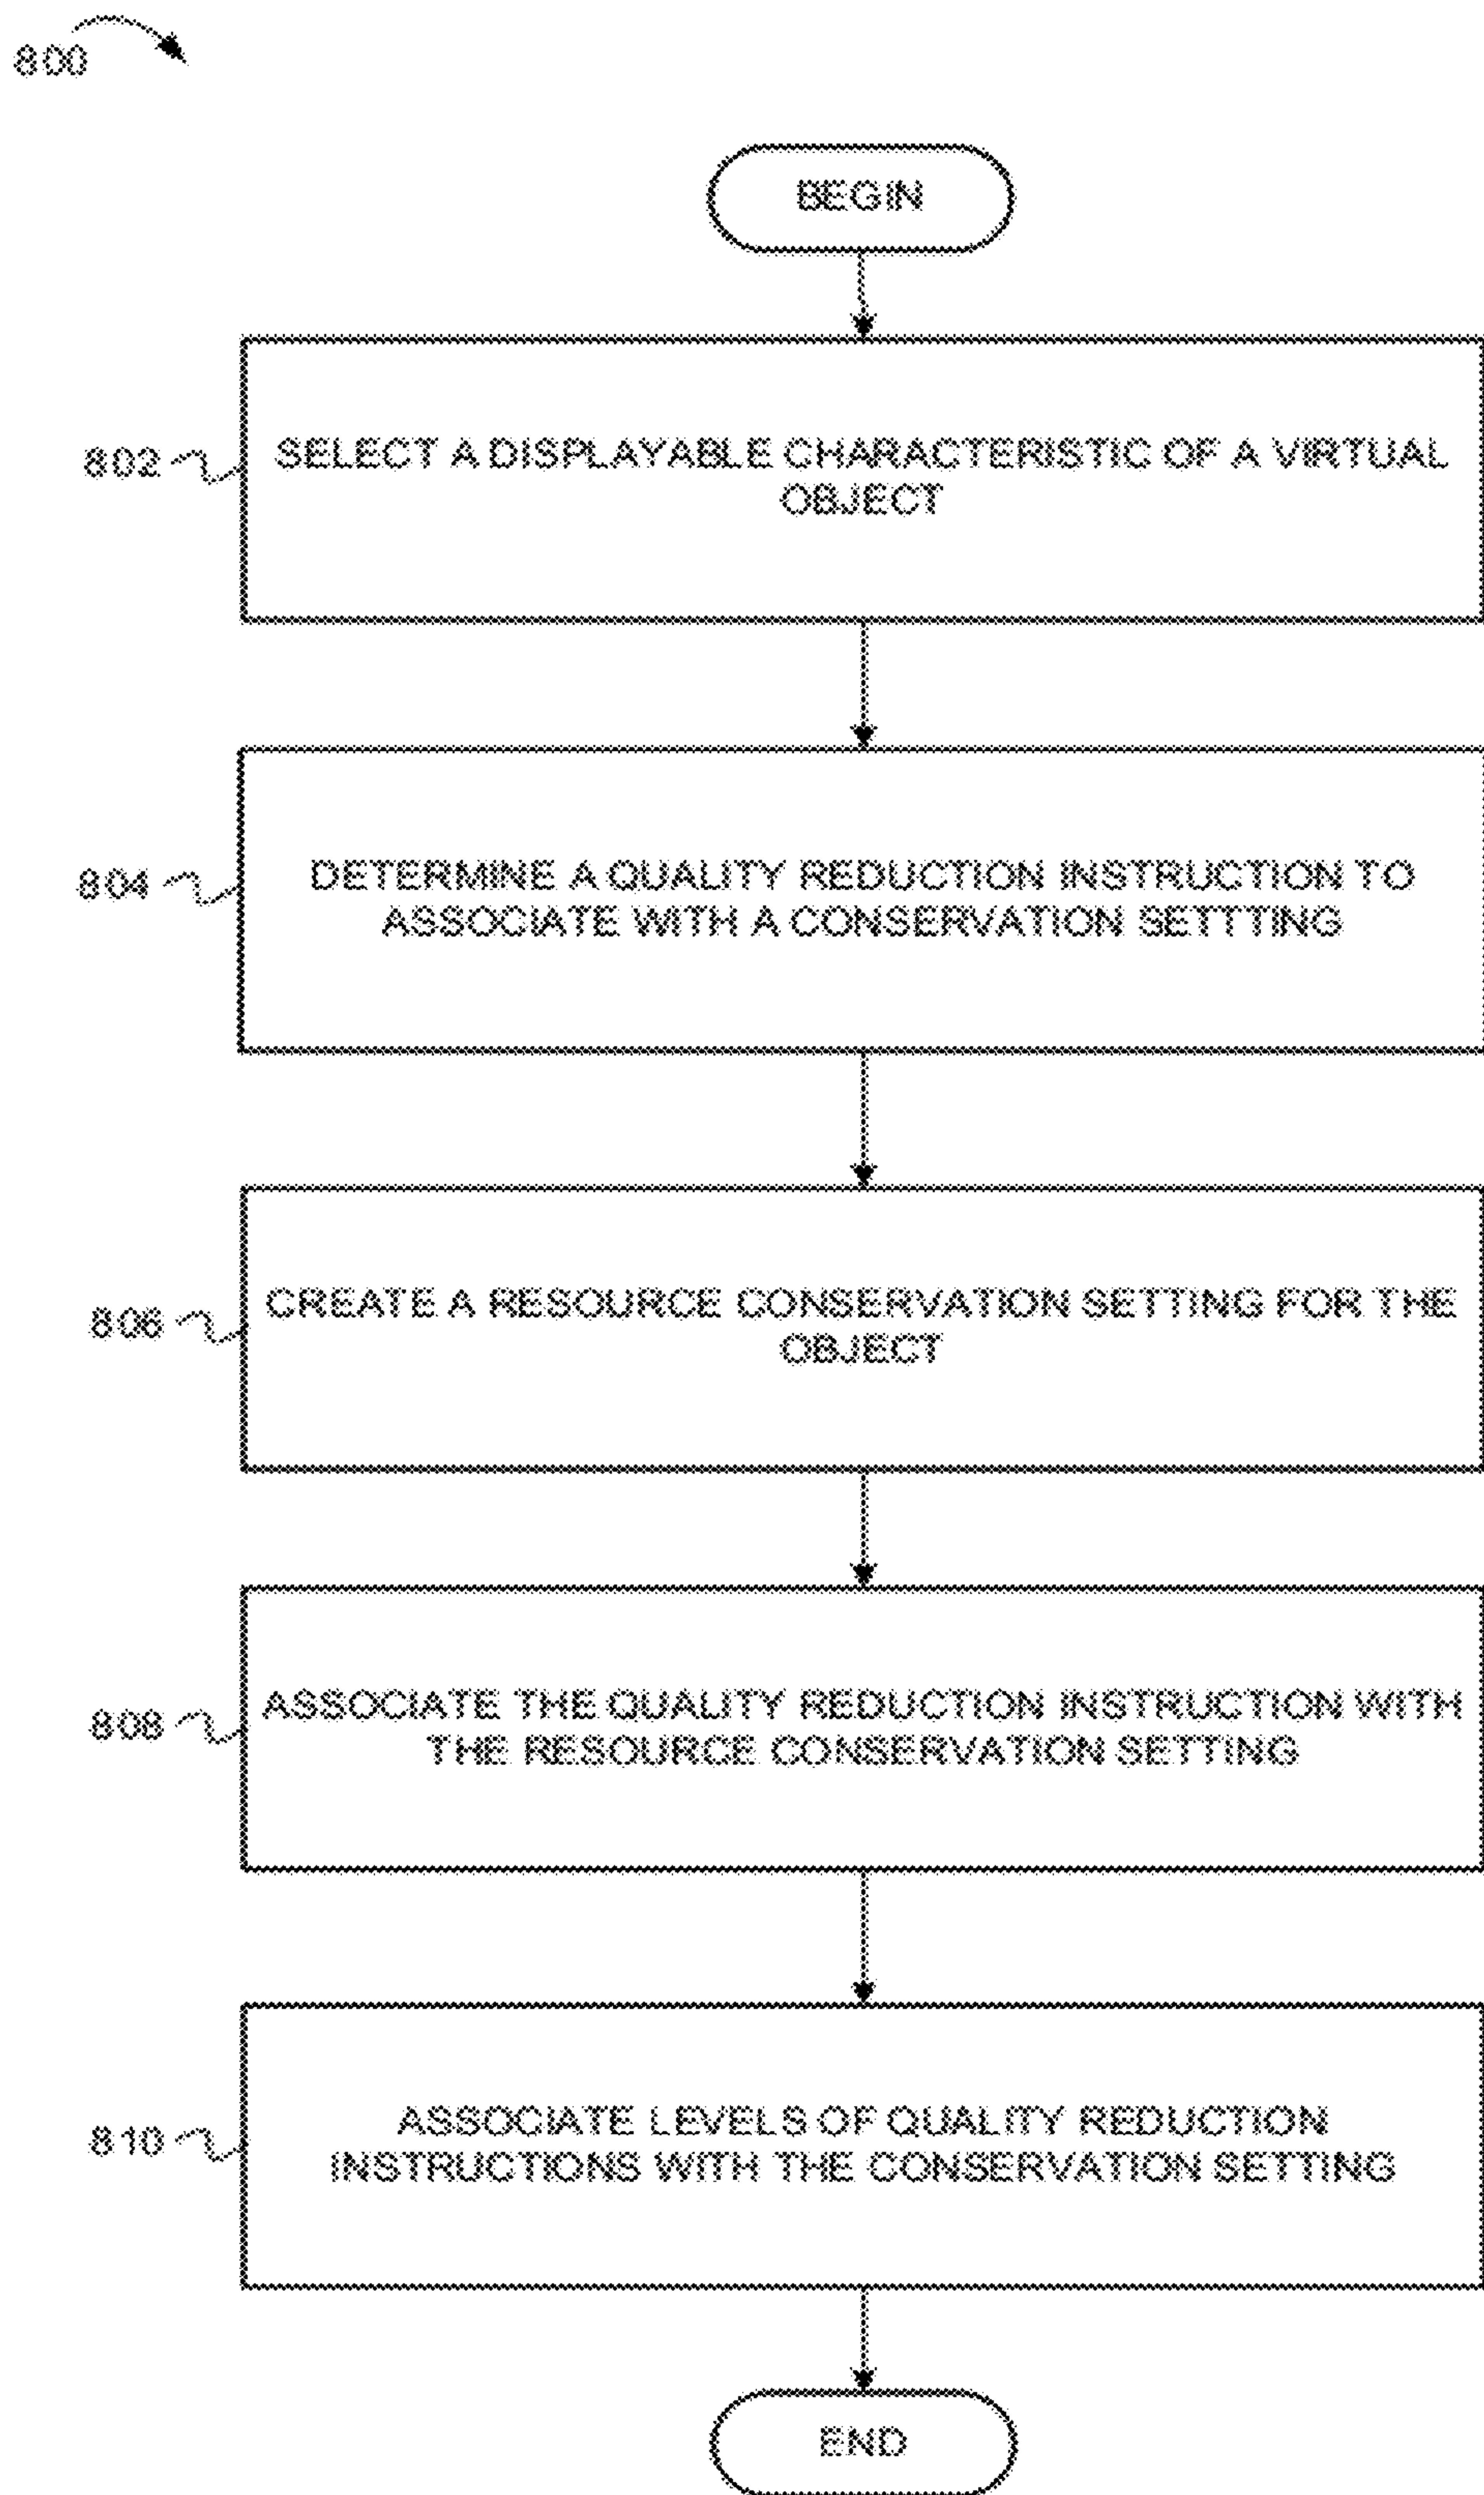 800
BEGIN
802
SELECT A DISPLAYABLE CHARACTERISTIC OF A VIRTUAL
OBJECT
804
DETERMINE A QUALITY REDUCTION INSTRUCTION TO
ASSOCIATE WITH A CONSERVATION SETTTING
806
CREATE A RESOURCE CONSERVATION SETTING FOR THE
OBJECT
808
ASSOCIATE THE QUALITY REDUCTION INSTRUCTION WITH
THE RESOURCE CONSERVATION SETTING
810
ASSOCIATE LEVELS OF QUALITY REDUCTION
INSTRUCTIONS WITH THE CONSERVATION SETTING
END